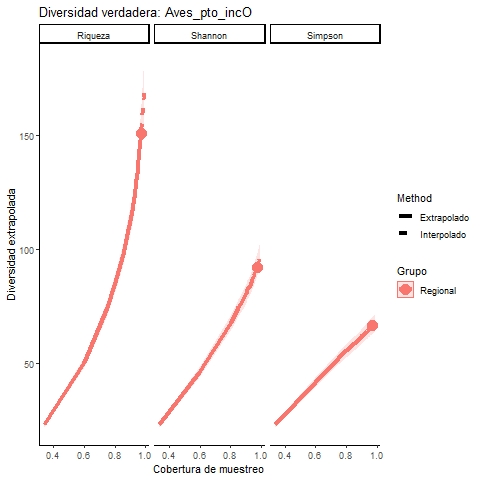 Diversidad verdadera: Aves_pto_incO
Riqueza
Shannon
Simpson
Diversidad extrapolada
150
100
50
0.4 0.6 0.8 1.0
0.4 0.6 0.8 1.0
0.4 0.6 0.8 1.0
Cobertura de muestreo
Method
Extrapolado
Interpolado
Grupo
Regional